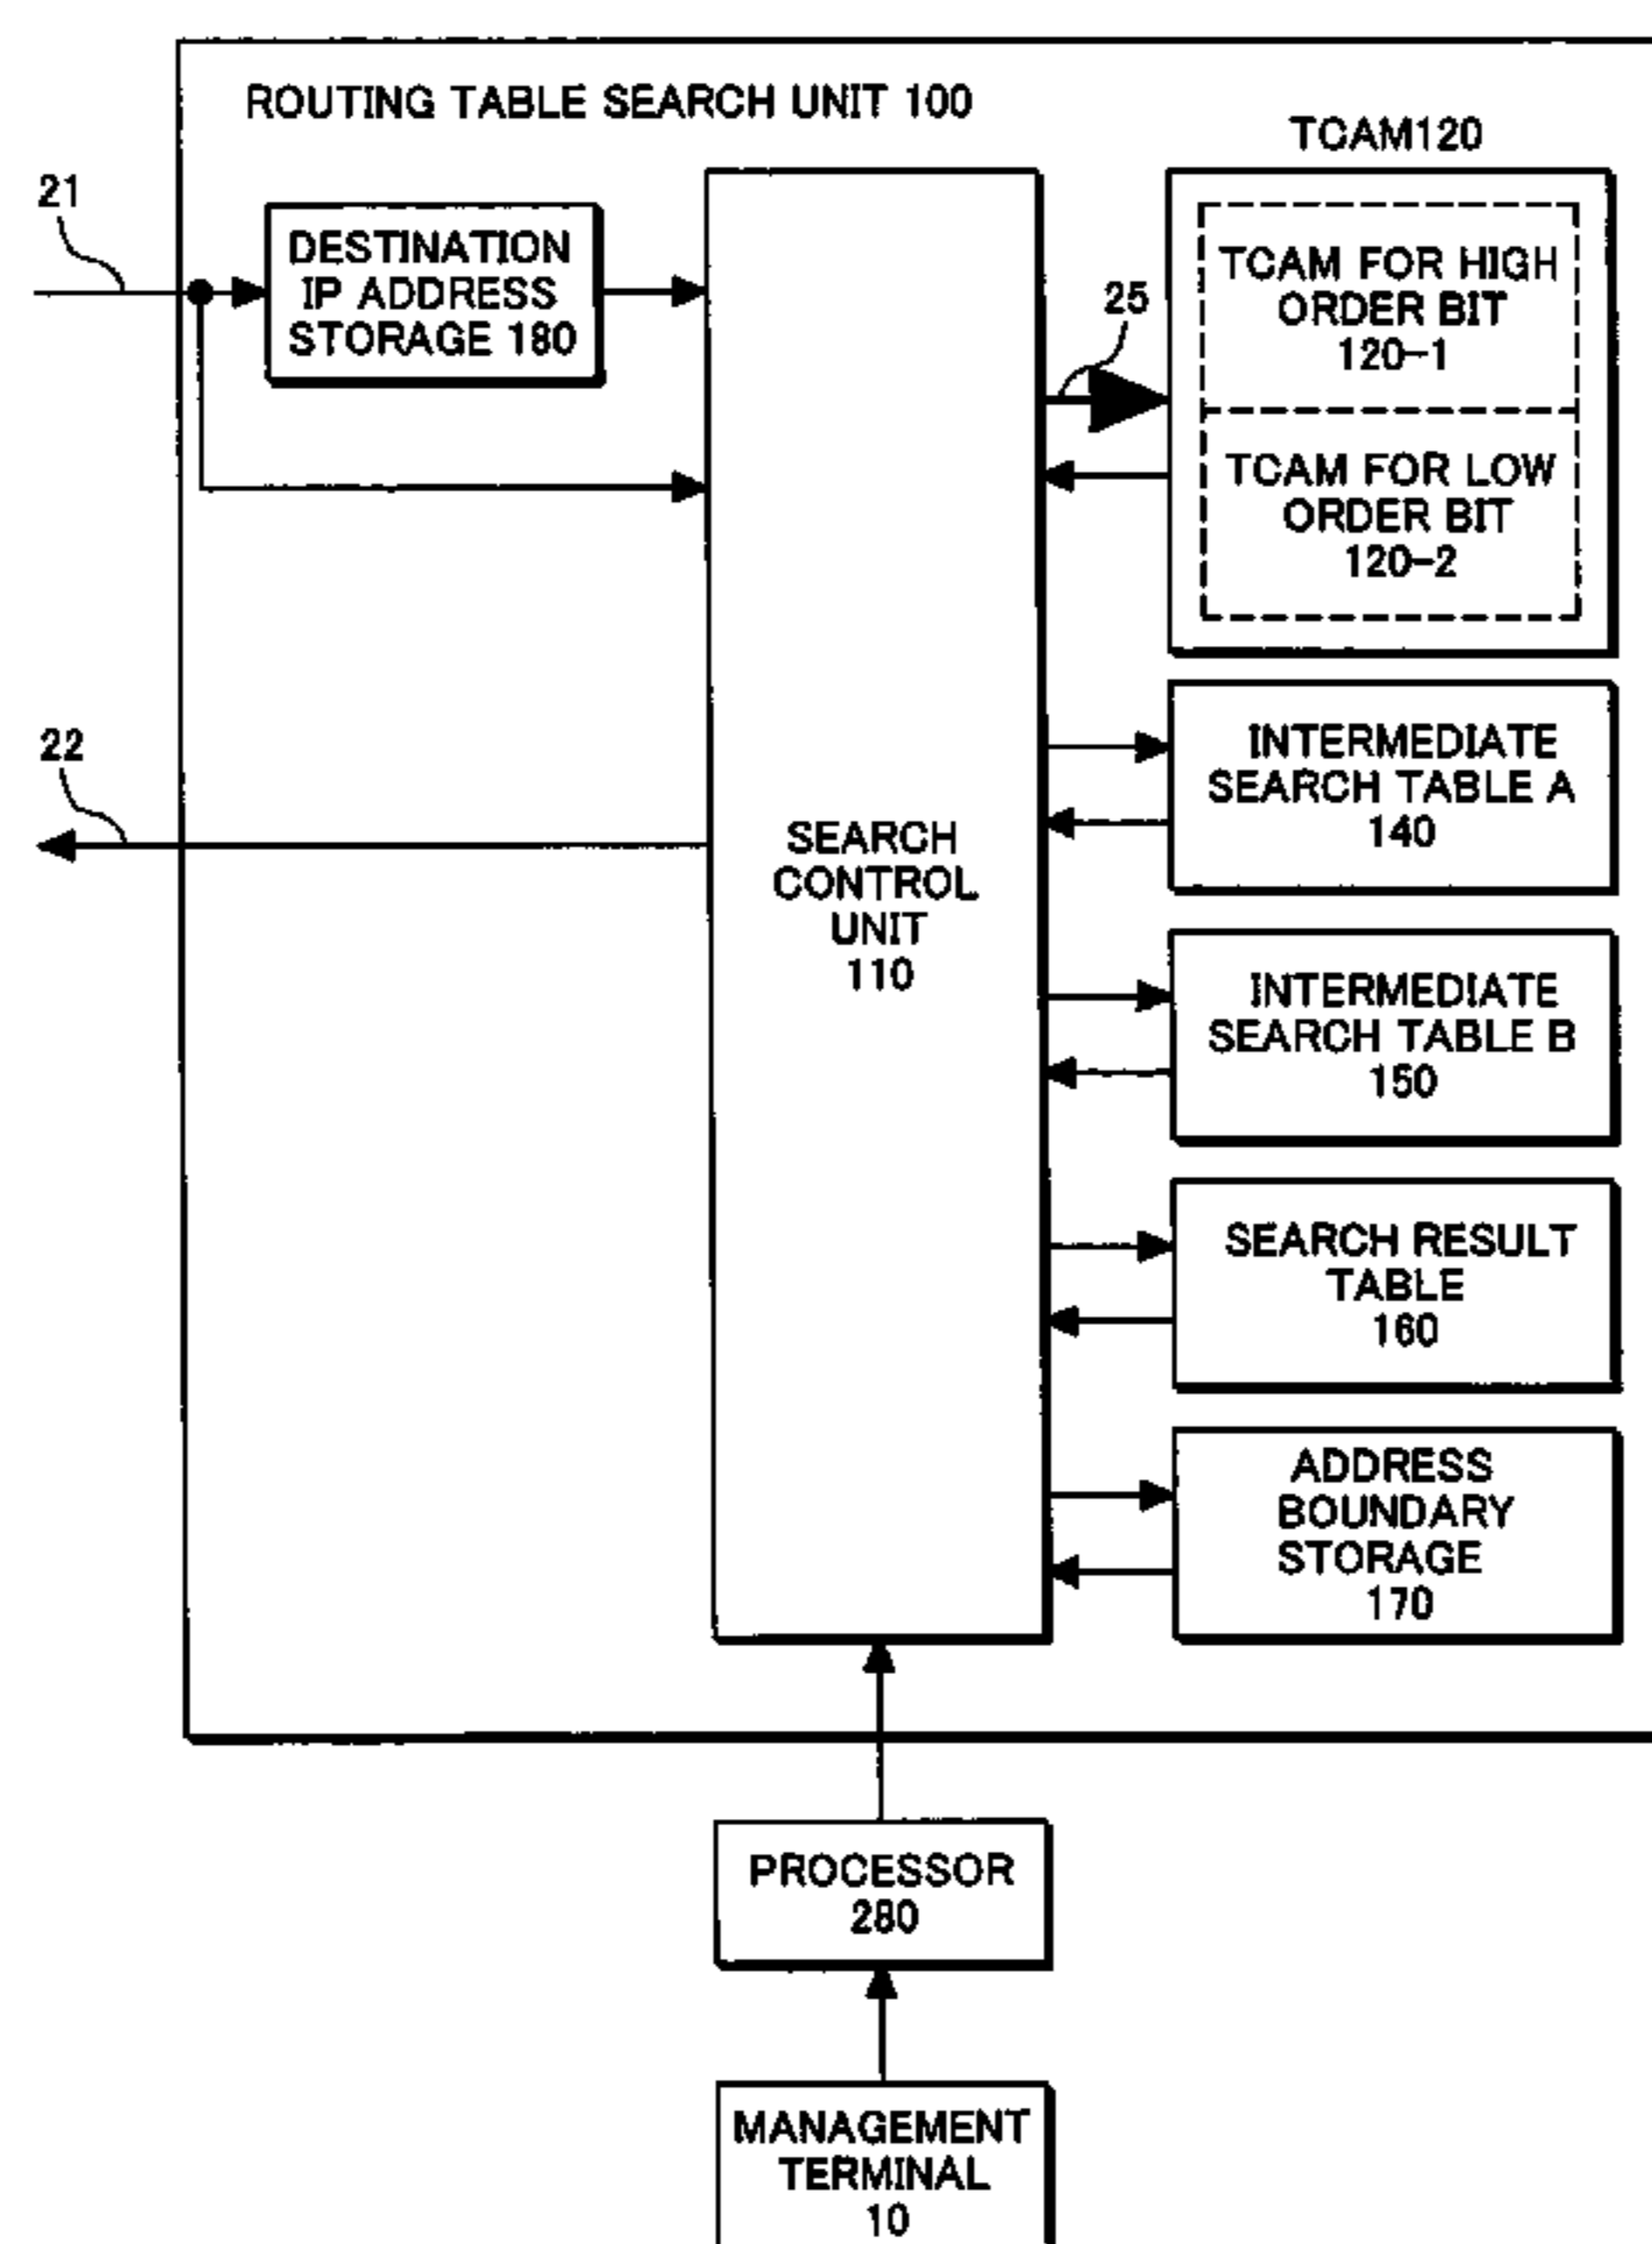 ROUTING TABLE SEARCH UNIT 100
TCAM120
21
DESTINATION
IP ADDRESS
STORAGE 180
25
TCAM FOR HIGH
ORDER BIT
120-1
TCAM FOR LOW
ORDER BIT
120-2
22
SEARCH
CONTROL
UNIT
110
INTERMEDIATE
SEARCH TABLE A
140
INTERMEDIATE
SEARCH TABLE B
150
SEARCH RESULT
TABLE
160
ADDRESS
BOUNDARY
STORAGE
170
PROCESSOR
280
MANAGEMENT
TERMINAL
10